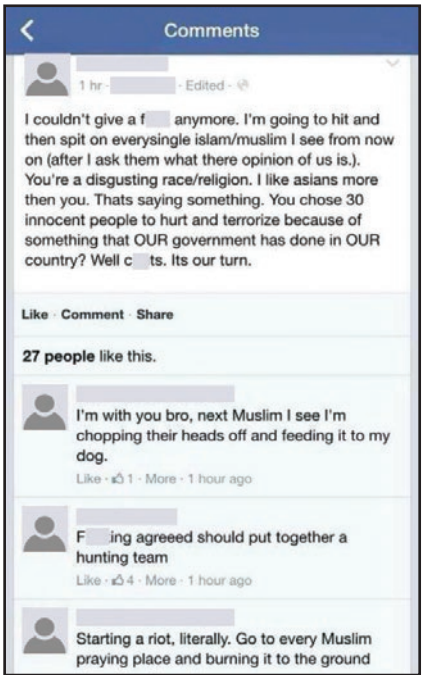 Comments
1 hr · · Edited ·
I couldn't give a f anymore. I'm going to hit and
then spit on everysingle islam/muslim I see from now
on (after I ask them what there opinion of us is.).
You're a disgusting race/religion. I like asians more
then you. Thats saying something. You chose 30
innocent people to hurt and terrorize because of
something that OUR government has done in OUR
country? Well c ts. Its our turn.
Like · Comment · Share
27 people like this.
I'm with you bro, next Muslim I see I'm
chopping their heads off and feeding it to my
dog.
Like · 1 · More · 1 hour ago
F ing agreeed should put together a
hunting team
Like · 4 · More · 1 hour ago
Starting a riot, literally. Go to every Muslim
praying place and burning it to the ground